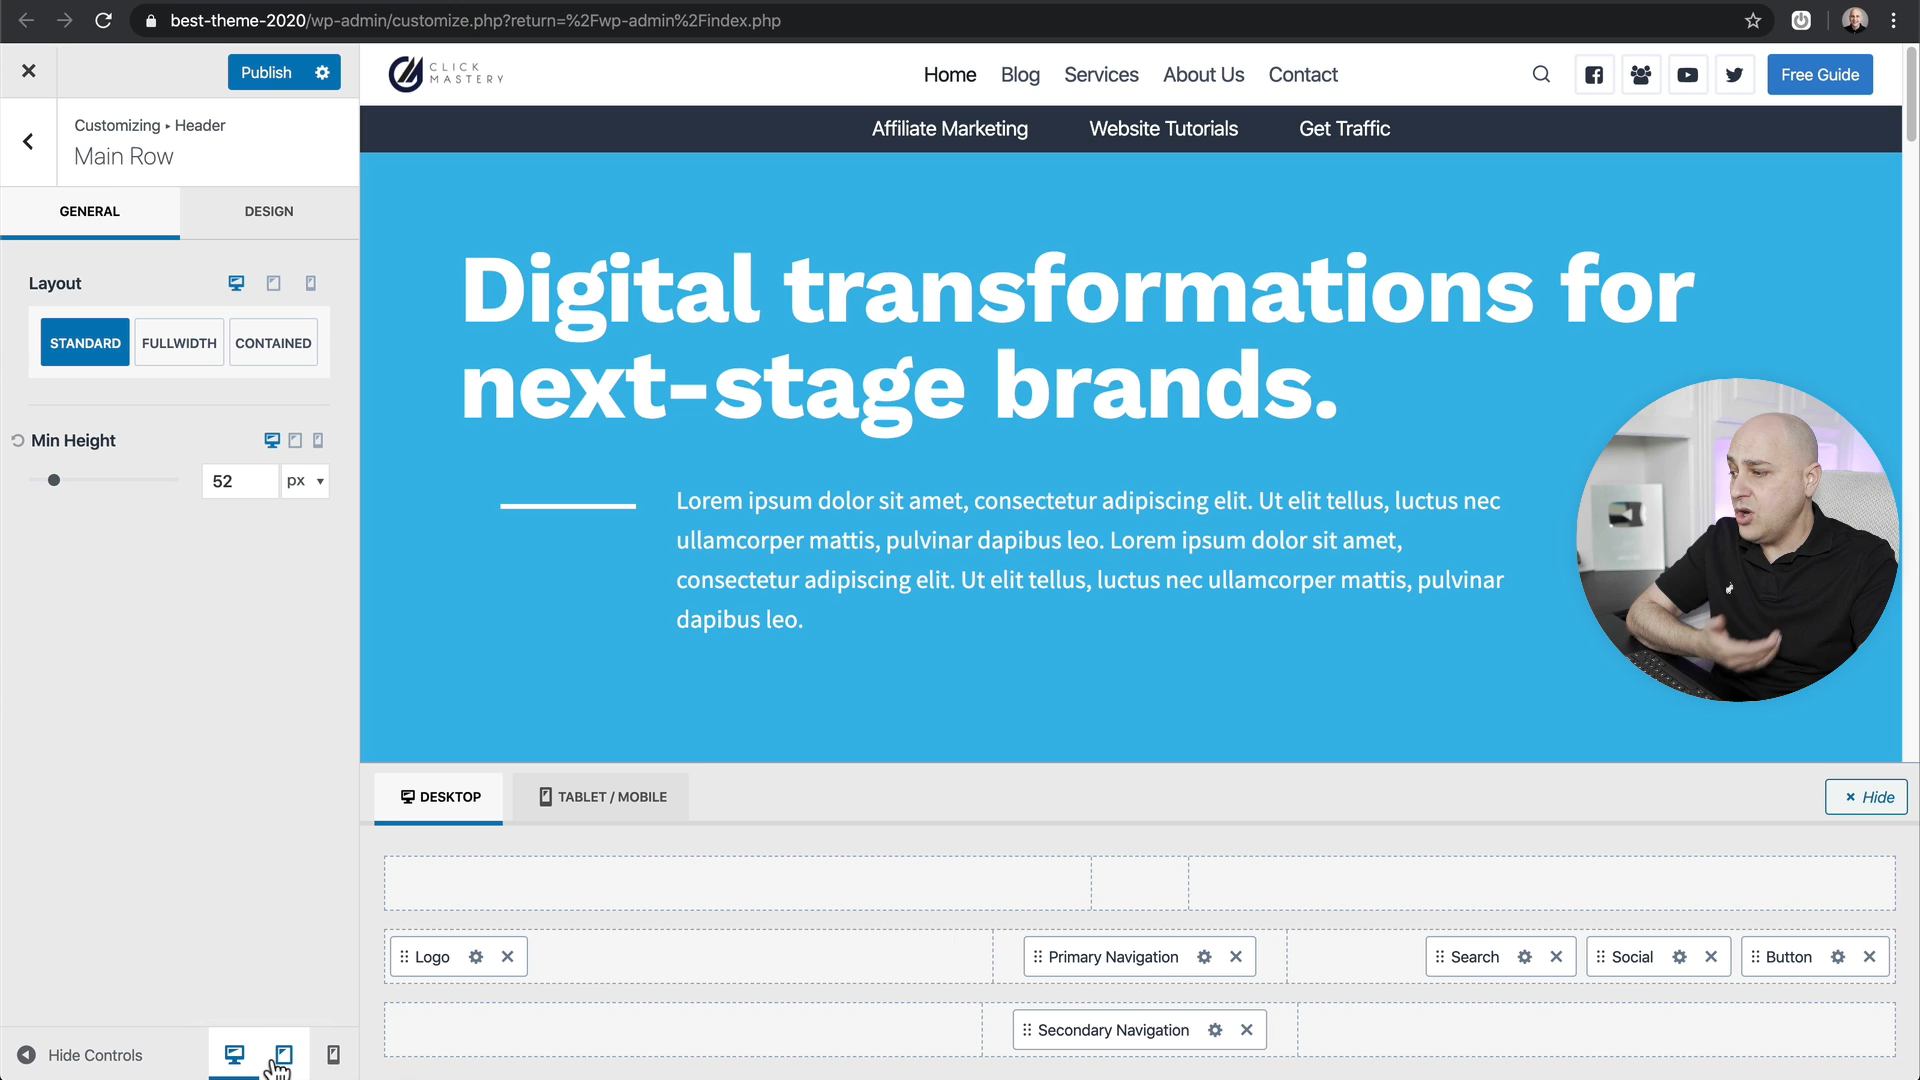 best-theme-2020/wp-admin/customize.php?return=%2Fwp-admin%2Findex.php
Publish
Customizing ▸ Header
Main Row
GENERAL
DESIGN
Layout
STANDARD
FULLWIDTH
CONTAINED
Min Height
52
px
Hide Controls
CLICK
MASTERY
Home
Blog
Services
About Us
Contact
Free Guide
Affiliate Marketing
Website Tutorials
Get Traffic
Digital transformations for
next-stage brands.
Lorem ipsum dolor sit amet, consectetur adipiscing elit. Ut elit tellus, luctus nec
ullamcorper mattis, pulvinar dapibus leo. Lorem ipsum dolor sit amet,
consectetur adipiscing elit. Ut elit tellus, luctus nec ullamcorper mattis, pulvinar
dapibus leo.
DESKTOP
TABLET / MOBILE
Hide
Logo
Primary Navigation
Search
Social
Button
Secondary Navigation